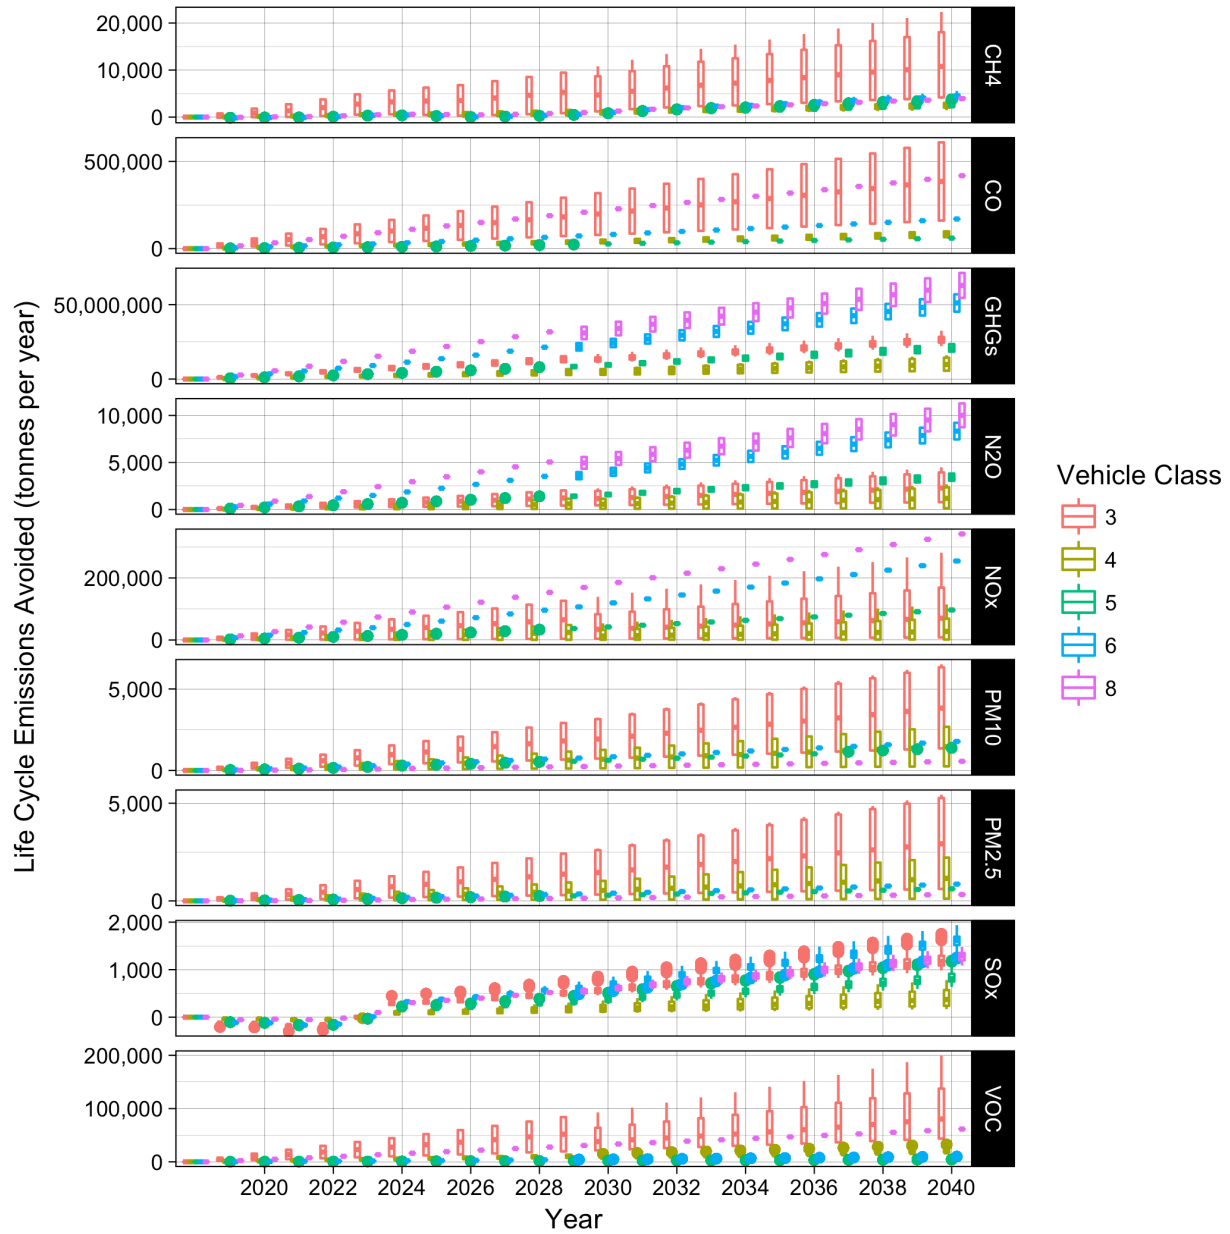 Life Cycle Emissions Avoided (tonnes per year)
20,000
10,000
0
CH4
500,000
0
CO
50,000,000
0
GHGs
10,000
5,000
0
N2O
200,000
0
NOx
5,000
0
PM10
5,000
0
PM2.5
2,000
1,000
0
SOx
200,000
100,000
0
VOC
2020 2022 2024 2026 2028 2030 2032 2034 2036 2038 2040
Year
Vehicle Class
3
4
5
6
8